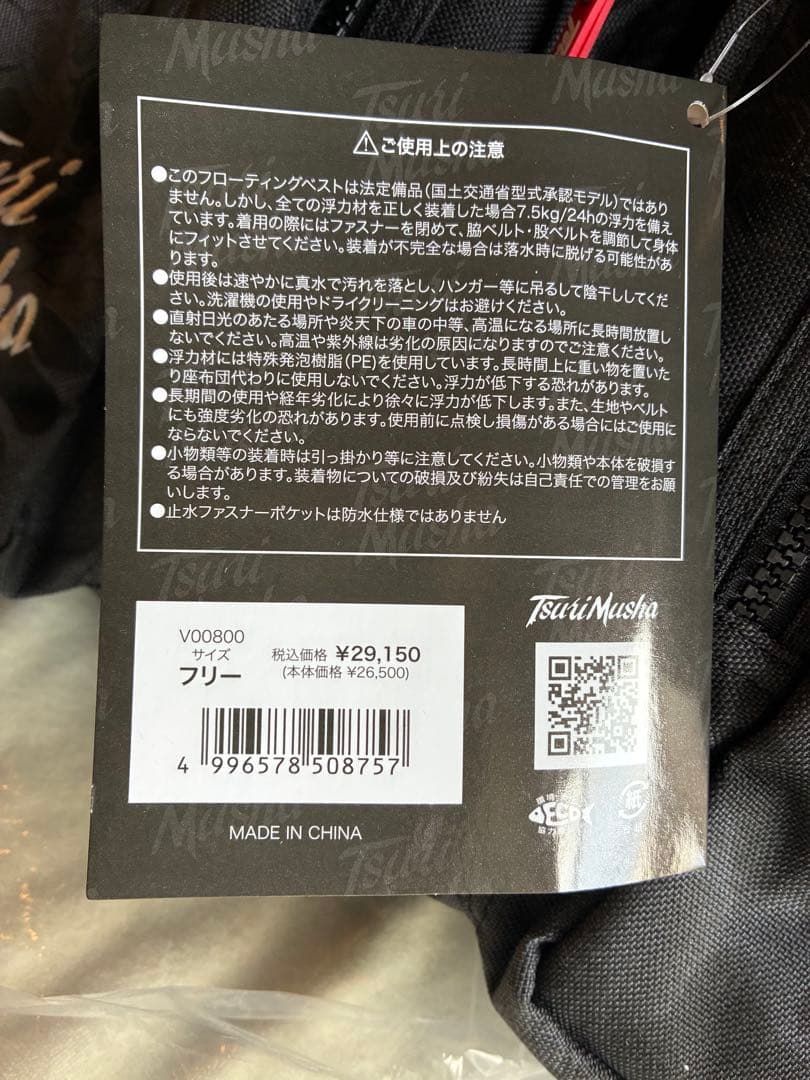 Musha
Tsuri
Musha
⚠ご使用上の注意
●このフローティングベストは法定備品(国土交通省型式承認モデル)ではあり
ません。しかし、全ての浮力材を正しく装着した場合7.5kg/24hの浮力を備え
ています。着用の際にはファスナーを閉めて、脇ベルト・股ベルトを調節して身体
にフィットさせてください。装着が不完全な場合は落水時に脱げる可能性があ
ります。
●使用後は速やかに真水で汚れを落とし、ハンガー等に吊るして陰干ししてくだ
さい。洗濯機の使用やドライクリーニングはお避けください。
●直射日光のあたる場所や炎天下の車の中等、高温になる場所に長時間放置し
ないでください。高温や紫外線は劣化の原因になりますのでご注意ください。
●浮力材には特殊発泡樹脂(PE)を使用しています。長時間上に重い物を置いた
り座布団代わりに使用しないでください。浮力が低下する恐れがあります。
●長期間の使用や経年劣化により徐々に浮力が低下します。また、生地やベルト
にも強度劣化の恐れがあります。使用前に点検し損傷がある場合にはご使用に
ならないでください。
●小物類等の装着時は引っ掛かり等に注意してください。小物類や本体を破損す
る場合があります。装着物についての破損及び紛失は自己責任での管理をお願
いします。
●止水ファスナーポケットは防水仕様ではありません
Tsuri
Musha
TsuriMusha
V00800
サイズ
フリー
税込価格 ¥29,150
(本体価格 ¥26,500)
4 996578 508757
MADE IN CHINA
環境
ECO
協力
紙
Musha
Tsuri